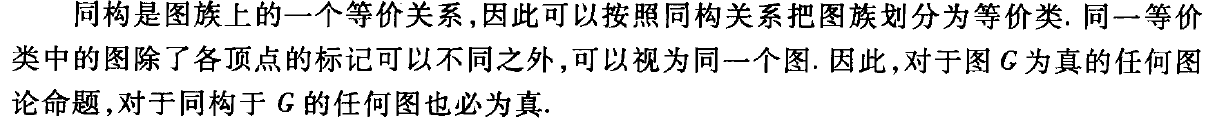 同构是图族上的一个等价关系,因此可以按照同构关系把图族划分为等价类. 同一等价
类中的图除了各顶点的标记可以不同之外,可以视为同一个图. 因此,对于图 G 为真的任何图
论命题,对于同构于 G 的任何图也必为真.